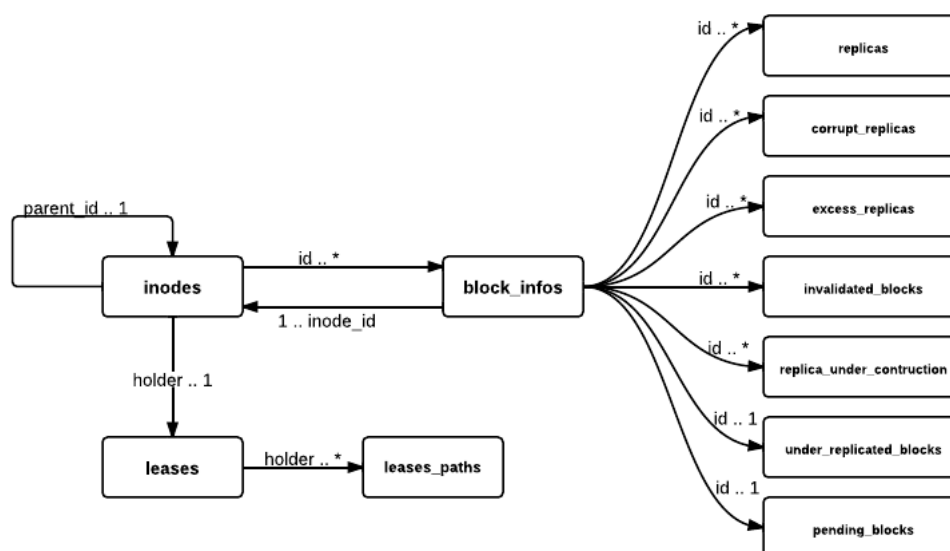 id .. *
replicas
id .. *
corrupt_replicas
parent_id .. 1
id .. *
excess_replicas
id .. *
inodes
block_infos
id .. *
invalidated_blocks
1 .. inode_id
id .. *
replica_under_contruction
holder .. 1
id .. 1
under_replicated_blocks
leases
holder .. *
leases_paths
id .. 1
pending_blocks